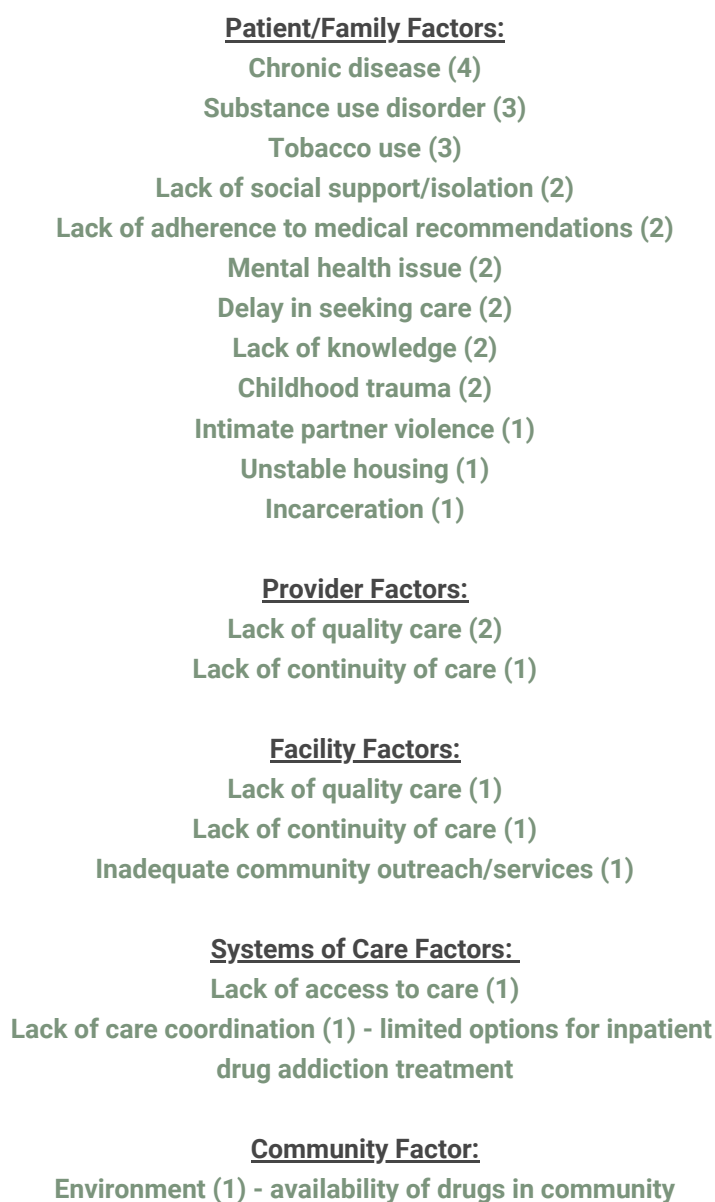 Patient/Family Factors:
Chronic disease (4)
Substance use disorder (3)
Tobacco use (3)
Lack of social support/isolation (2)
Lack of adherence to medical recommendations (2)
Mental health issue (2)
Delay in seeking care (2)
Lack of knowledge (2)
Childhood trauma (2)
Intimate partner violence (1)
Unstable housing (1)
Incarceration (1)
Provider Factors:
Lack of quality care (2)
Lack of continuity of care (1)
Facility Factors:
Lack of quality care (1)
Lack of continuity of care (1)
Inadequate community outreach/services (1)
Systems of Care Factors:
Lack of access to care (1)
Lack of care coordination (1) - limited options for inpatient
drug addiction treatment
Community Factor:
Environment (1) - availability of drugs in community